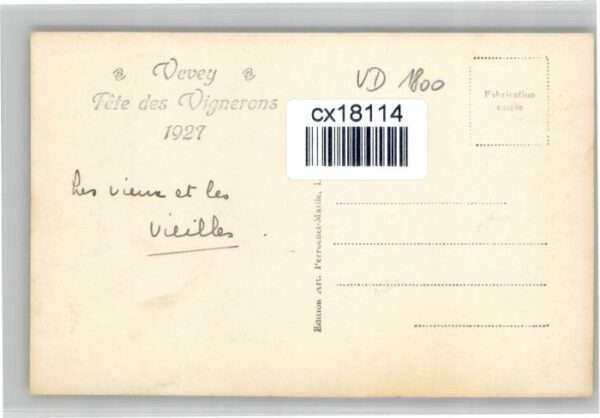 Vevey
Fête des Vignerons
1927
VD 1800
Fabrication
suisse
cx18114
Les vieux et les
vieilles.
Edition Art. Perrochet-Matile, L